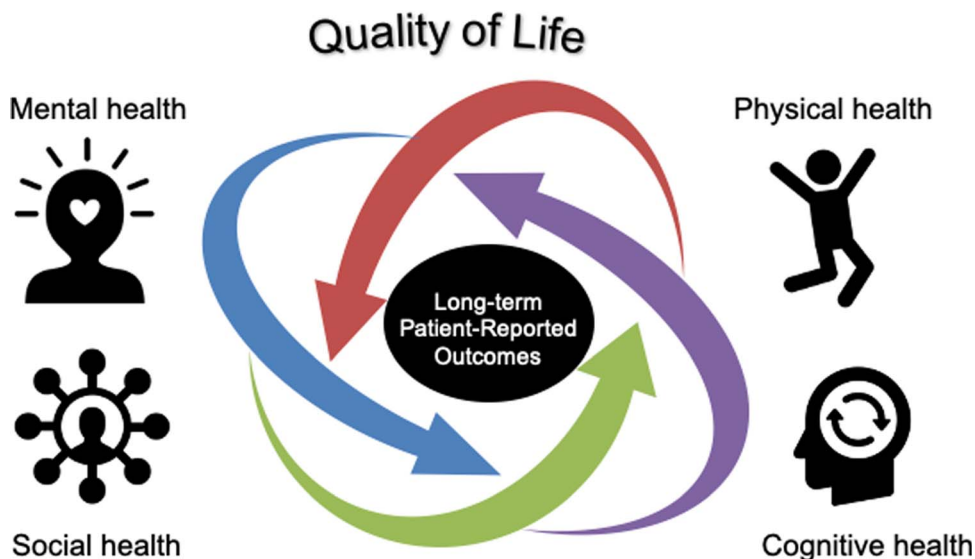 Quality of Life
Mental health
Physical health
Long-term
Patient-Reported
Outcomes
Social health
Cognitive health